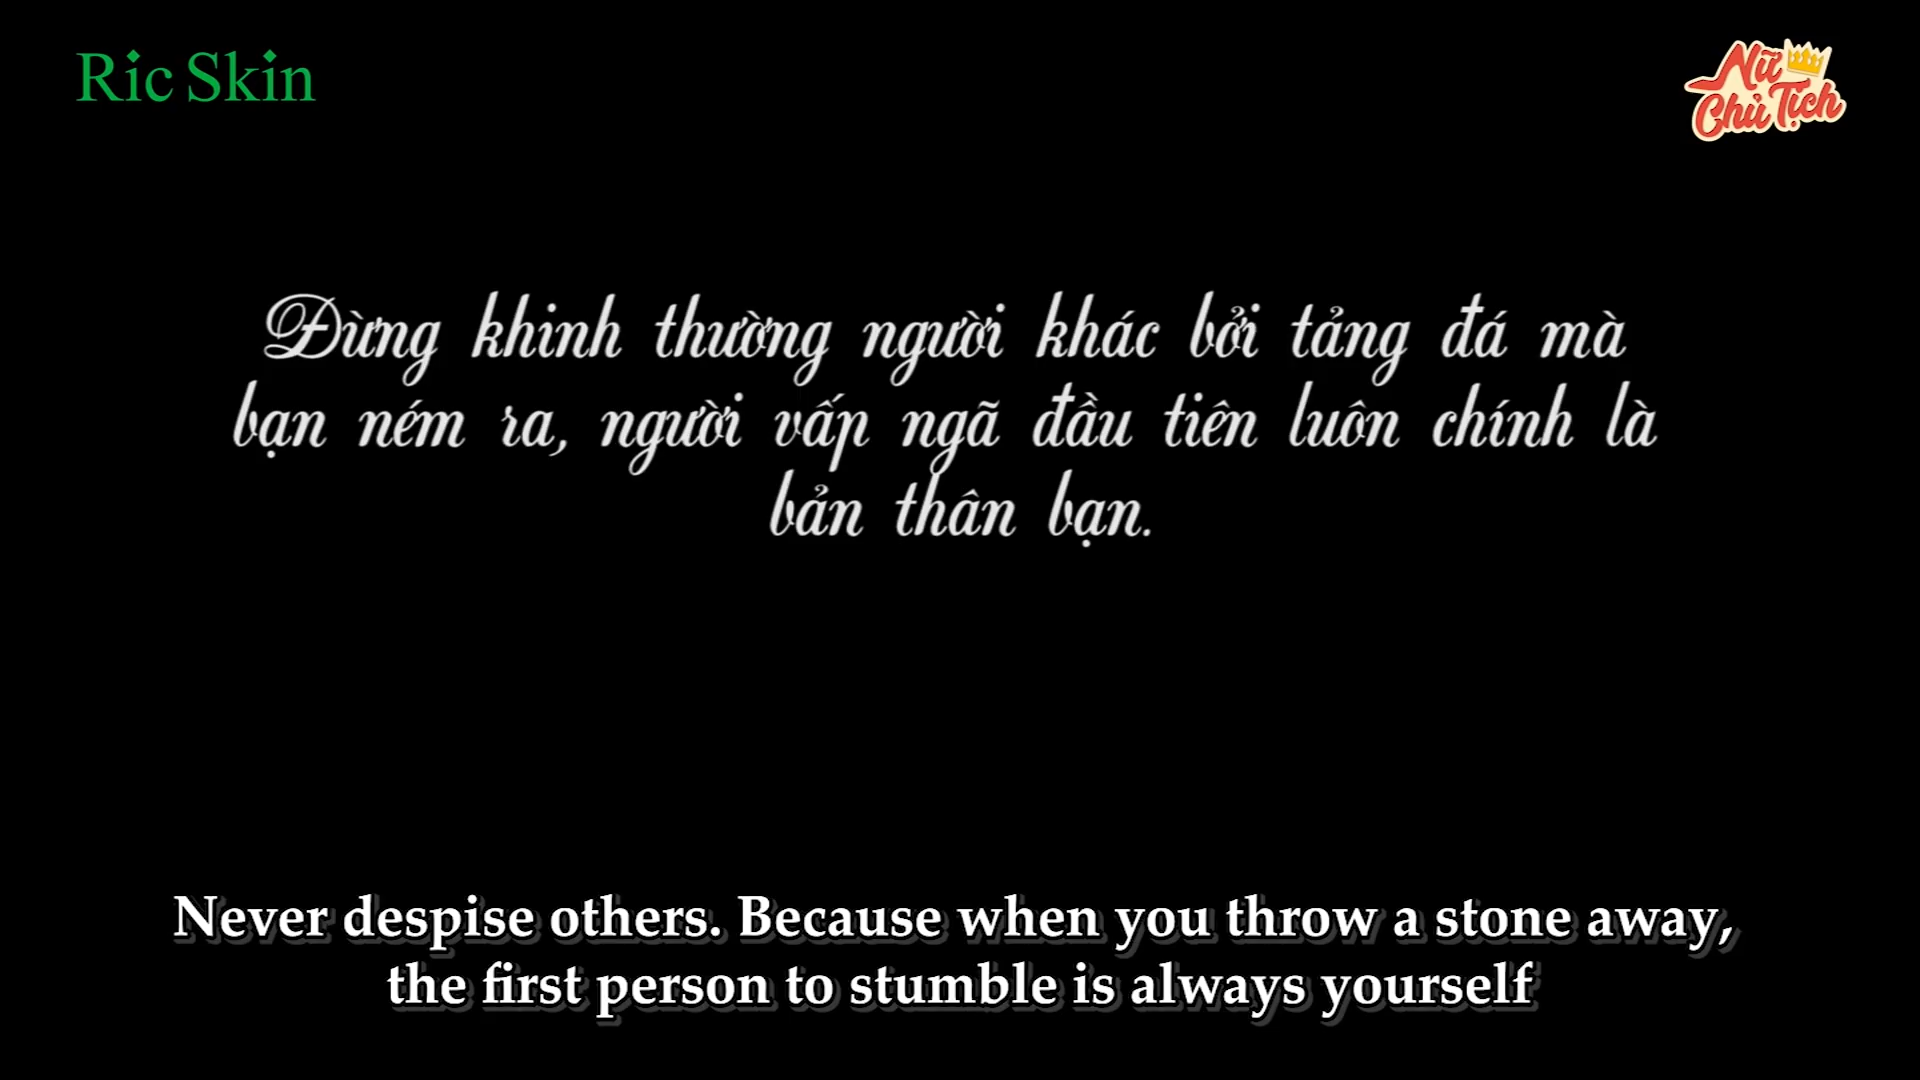 Ric Skin
Nữ
Chủ Tịch
Đừng khinh thường người khác bởi tảng đá mà
bạn ném ra, người vấp ngã đầu tiên luôn chính là
bản thân bạn.
Never despise others. Because when you throw a stone away,
the first person to stumble is always yourself